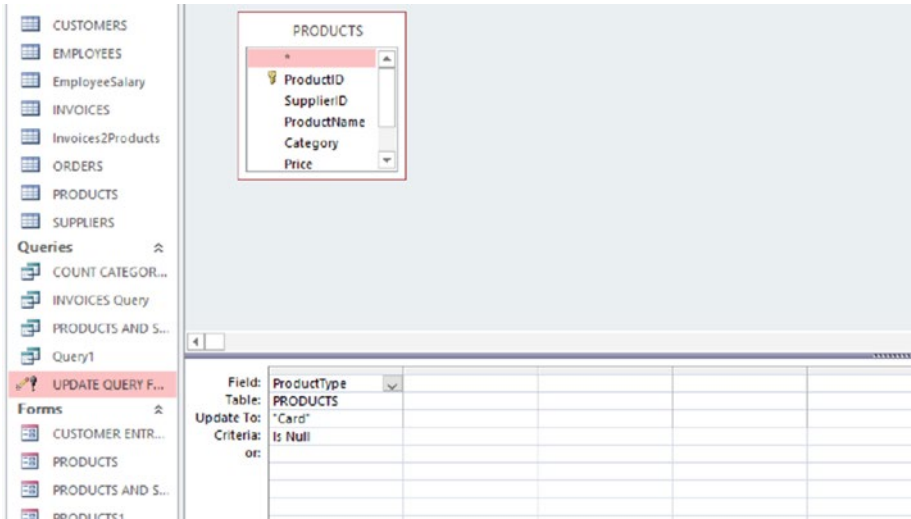 CUSTOMERS
EMPLOYEES
EmployeeSalary
INVOICES
Invoices2Products
ORDERS
PRODUCTS
SUPPLIERS
Queries
COUNT CATEGOR...
INVOICES Query
PRODUCTS AND S...
Query1
UPDATE QUERY F...
Forms
CUSTOMER ENTR...
PRODUCTS
PRODUCTS AND S...
PRODUCTS1
PRODUCTS
*
ProductID
SupplierID
ProductName
Category
Price
Field: ProductType
Table: PRODUCTS
Update To: "Card"
Criteria: Is Null
or: